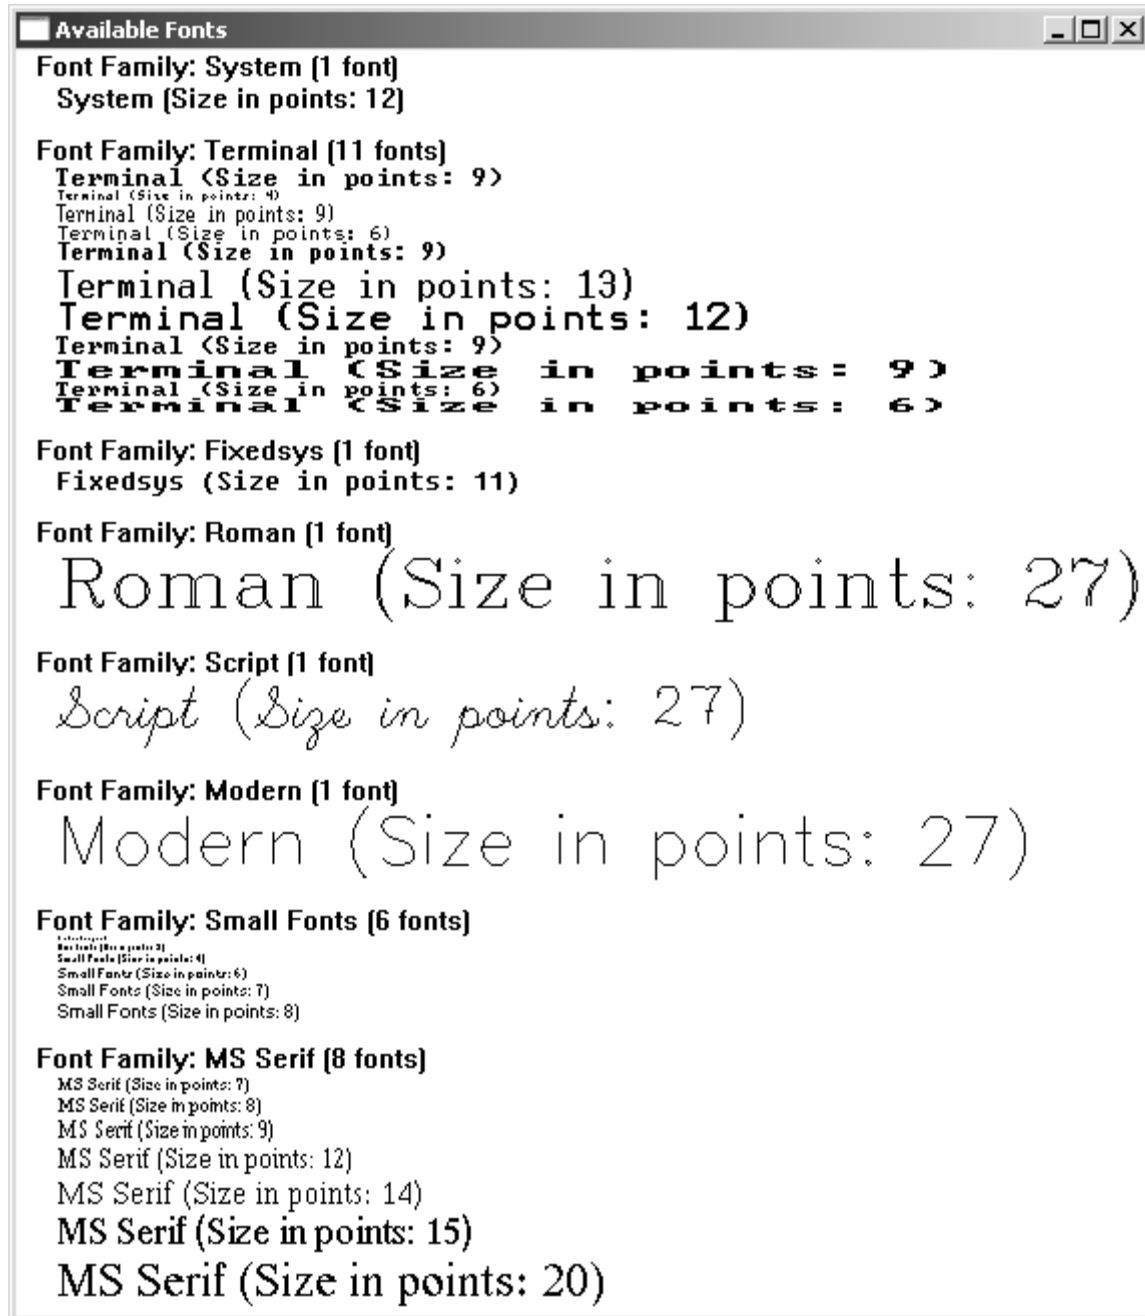 Available Fonts
Font Family: System (1 font)
System (Size in points: 12)
Font Family: Terminal (11 fonts)
Terminal (Size in points: 9)
Terminal (Size in points: 4)
Terminal (Size in points: 9)
Terminal (Size in points: 6)
Terminal (Size in points: 9)
Terminal (Size in points: 13)
Terminal (Size in points: 12)
Terminal (Size in points: 9)
Terminal (Size in points: 9)
Terminal (Size in points: 6)
Terminal (Size in points: 6)
Font Family: Fixedsys (1 font)
Fixedsys (Size in points: 11)
Font Family: Roman (1 font)
Roman (Size in points: 27)
Font Family: Script (1 font)
Script (Size in points: 27)
Font Family: Modern (1 font)
Modern (Size in points: 27)
Font Family: Small Fonts (6 fonts)
Small Fonts (Size in points: 4)
Small Fonts (Size in points: 6)
Small Fonts (Size in points: 7)
Small Fonts (Size in points: 8)
Font Family: MS Serif (8 fonts)
MS Serif (Size in points: 7)
MS Serif (Size in points: 8)
MS Serif (Size in points: 9)
MS Serif (Size in points: 12)
MS Serif (Size in points: 14)
MS Serif (Size in points: 15)
MS Serif (Size in points: 20)